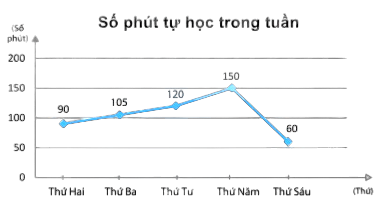 Số phút tự học trong tuần
(Số phút)
200
150
100
50
0
90
105
120
150
60
Thứ Hai
Thứ Ba
Thứ Tư
Thứ Năm
Thứ Sáu
(Thứ)